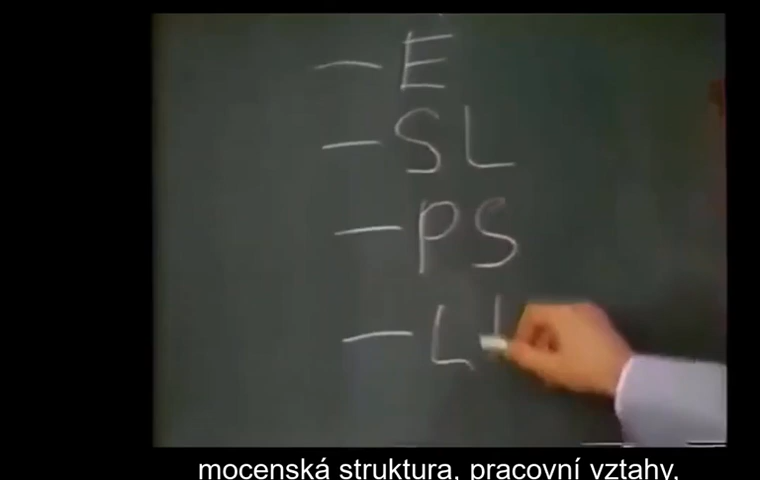 — E
— SL
— PS
— L
mocenská struktura, pracovní vztahy,